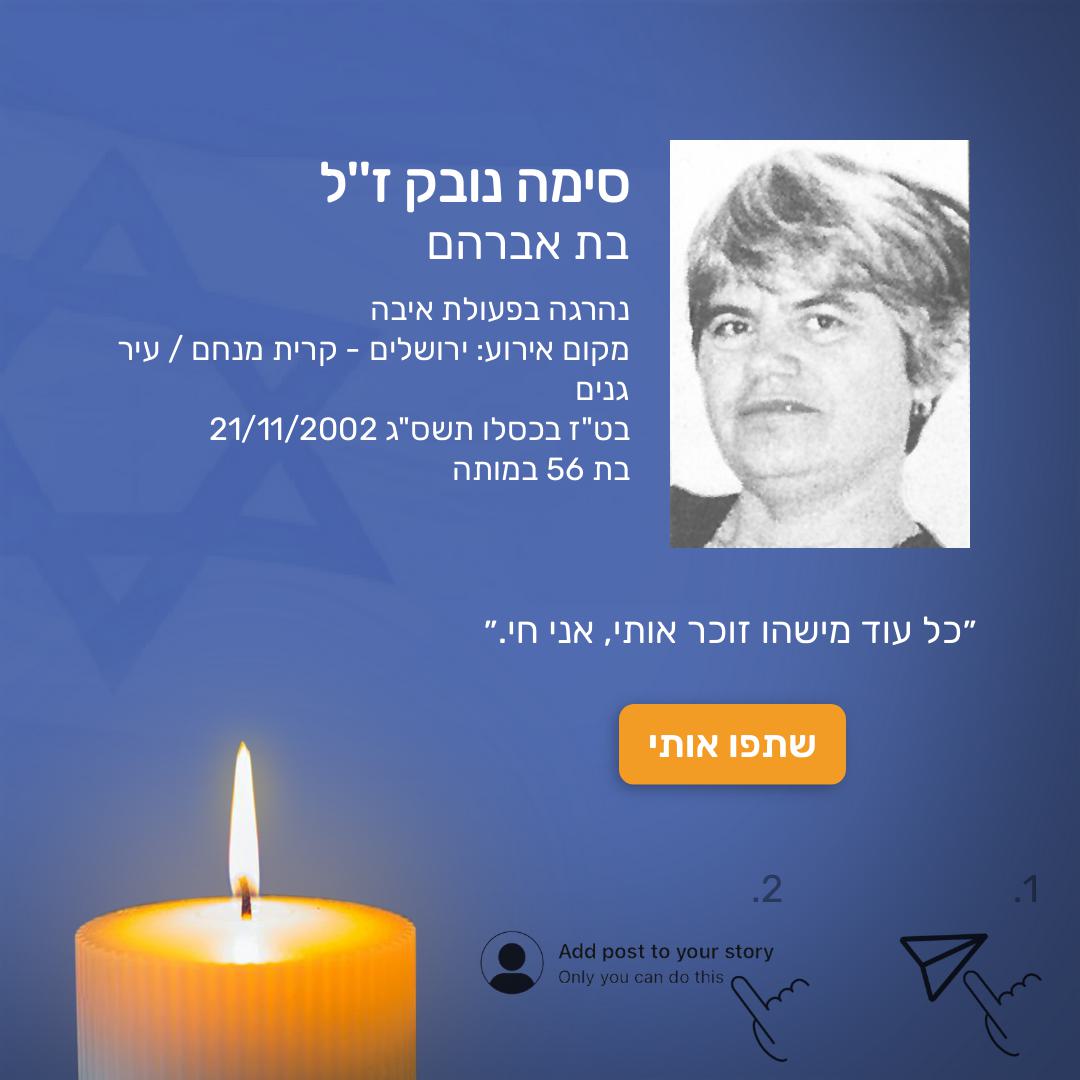 סימה נובק ז"ל
בת אברהם
נהרגה בפעולת איבה
מקום אירוע: ירושלים - קרית מנחם / עיר
גנים
בט"ז בכסלו תשס"ג 21/11/2002
בת 56 במותה
״כל עוד מישהו זוכר אותי, אני חי.״
שתפו אותי
1.
2.
Add post to your story
Only you can do this